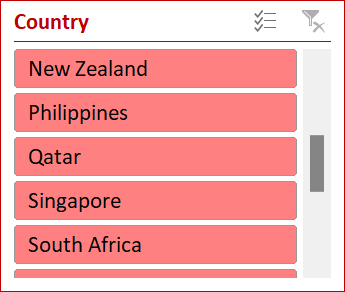 Country
New Zealand
Philippines
Qatar
Singapore
South Africa